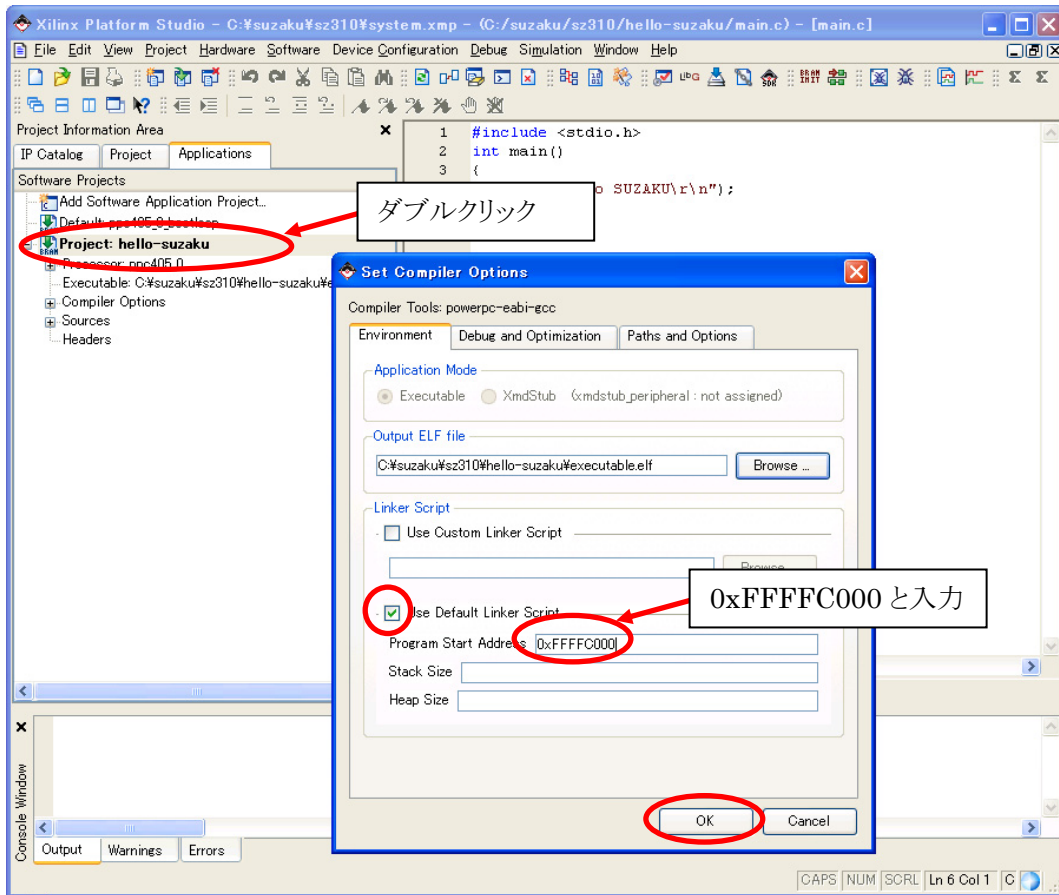 Xilinx Platform Studio - C:¥suzaku¥sz310¥system.xmp - (C:/suzaku/sz310/hello-suzaku/main.c) - [main.c]
File Edit View Project Hardware Software Device Configuration Debug Simulation Window Help
Project Information Area
IP Catalog Project Applications
Software Projects
Add Software Application Project...
Default: ppc405_0_bootloop
Project: hello-suzaku
Processor: ppc405_0
Executable: C:¥suzaku¥sz310¥hello-suzaku¥e
Compiler Options
Sources
Headers
1 #include <stdio.h>
2 int main()
3 {
o SUZAKU\r\n");
ダブルクリック
Set Compiler Options
Compiler Tools: powerpc-eabi-gcc
Environment Debug and Optimization Paths and Options
Application Mode
Executable XmdStub (xmdstub_peripheral : not assigned)
Output ELF file
C:¥suzaku¥sz310¥hello-suzaku¥executable.elf Browse ...
Linker Script
Use Custom Linker Script
Browse
0xFFFFC000 と入力
Use Default Linker Script
Program Start Address 0xFFFFC000
Stack Size
Heap Size
OK Cancel
Console Window
Output Warnings Errors
CAPS NUM SCRL Ln 6 Col 1 C